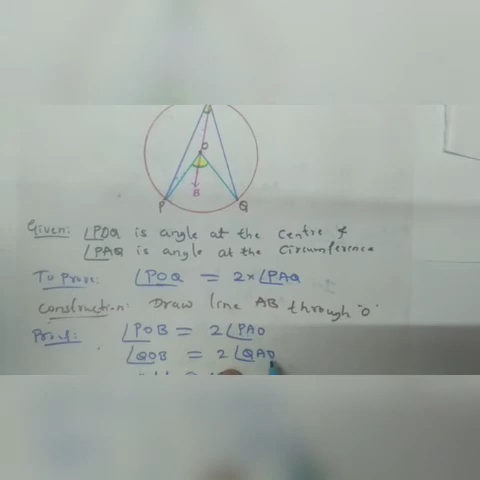 O
B
P
Q
Given: ∠POQ is angle at the centre &
∠PAQ is angle at the circumference
To Prove: ∠POQ = 2×∠PAQ
Construction: Draw line AB through "O"
Proof: ∠POB = 2∠PAO
∠QOB = 2∠QAO